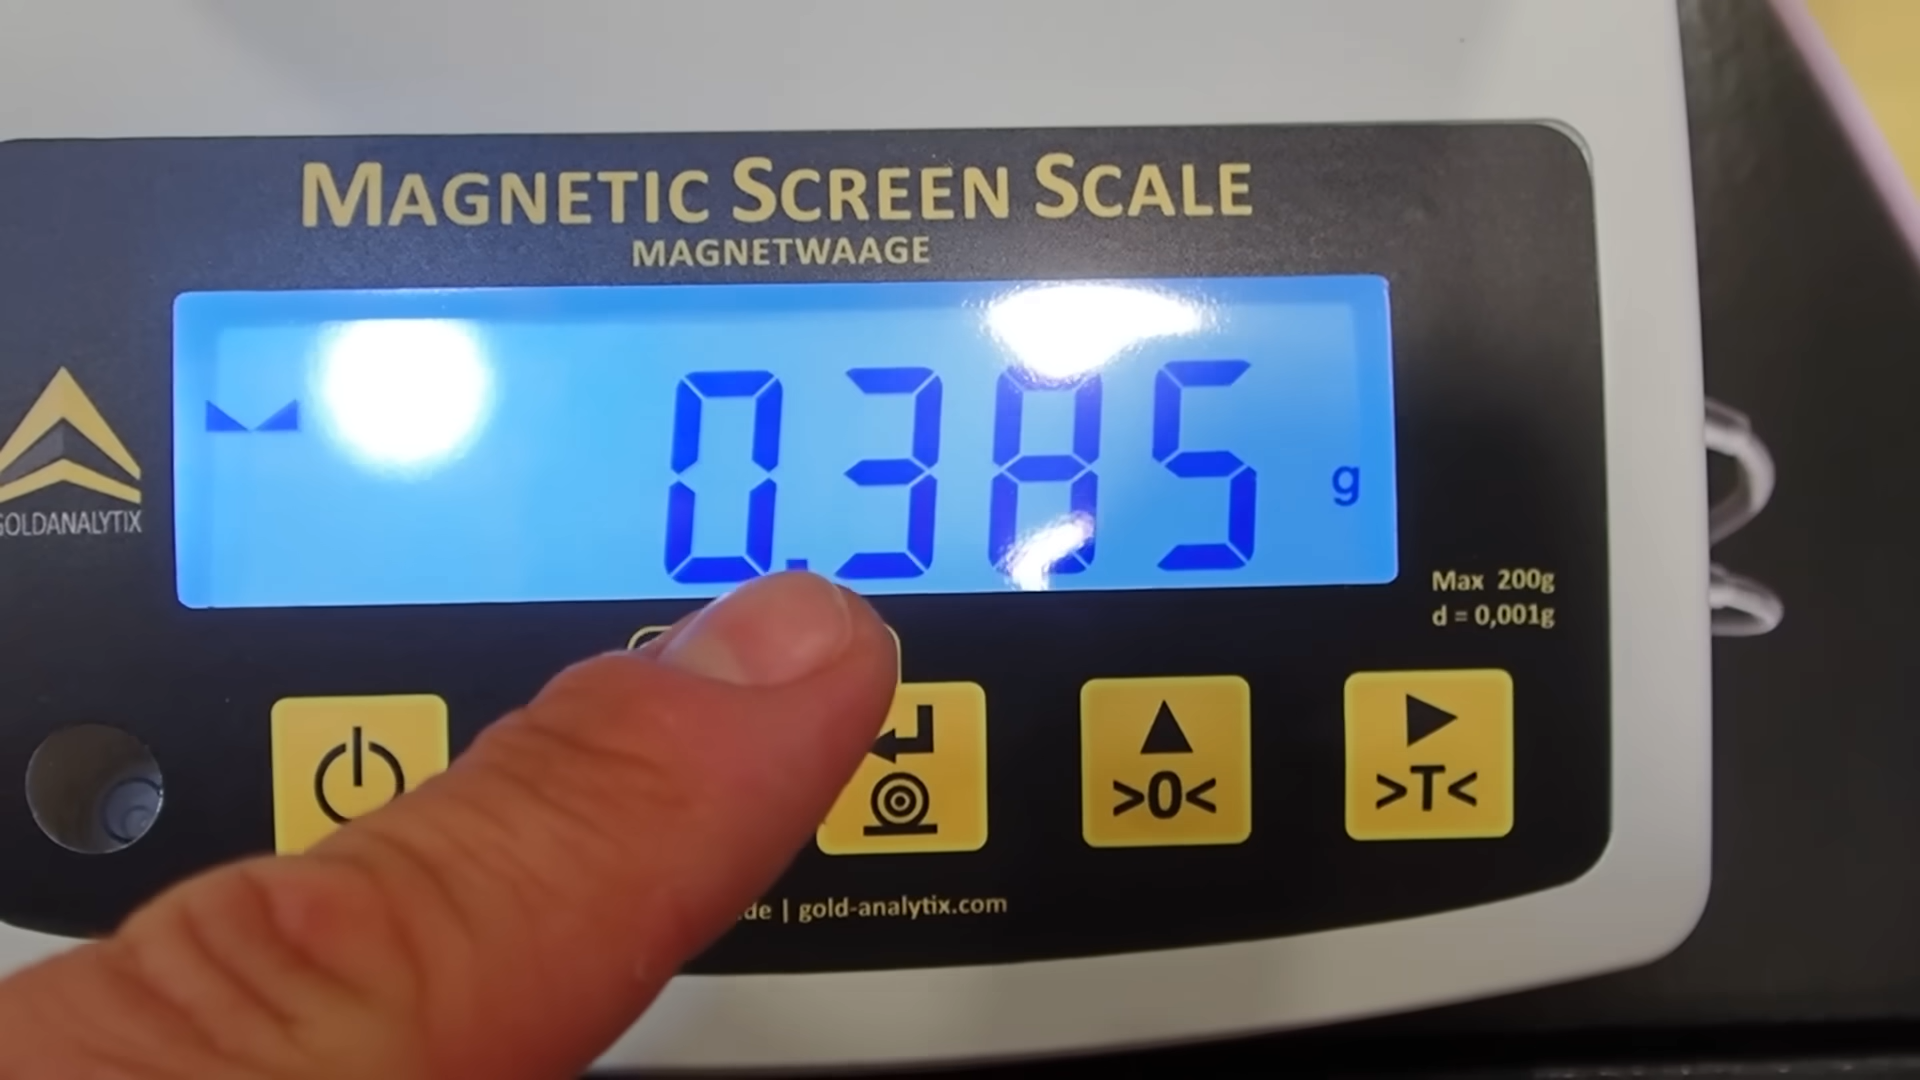 MAGNETIC SCREEN SCALE
MAGNETWAAGE
0.385 g
GOLDANALYTIX
Max 200g
d = 0,001g
>0<
>T<
.de | gold-analytix.com